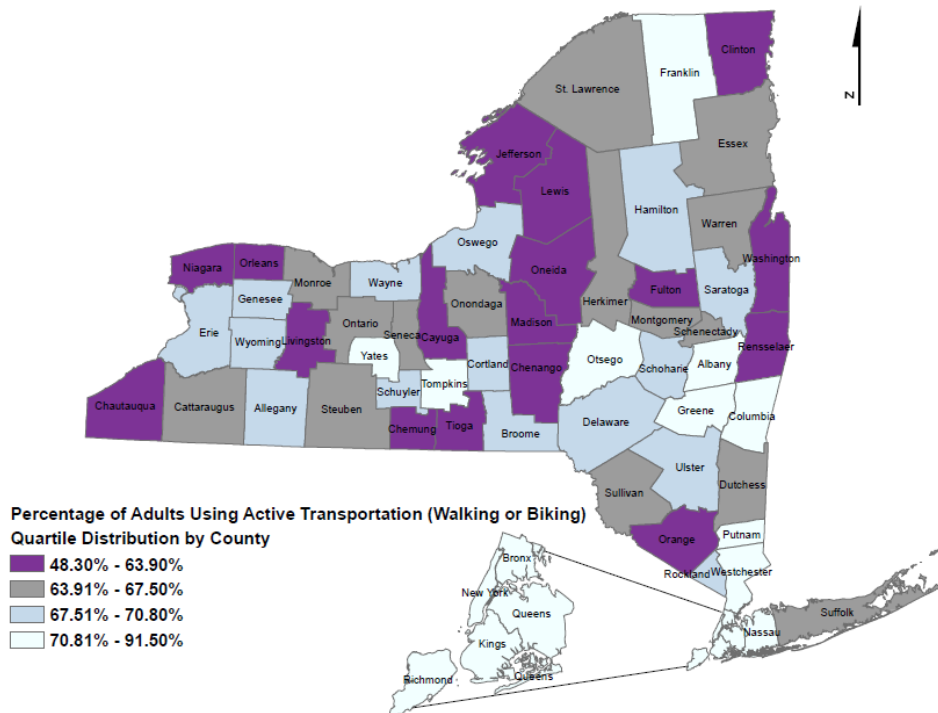 Clinton
Franklin
St. Lawrence
N
Essex
Jefferson
Lewis
Hamilton
Warren
Oswego
Washington
Orleans
Niagara
Oneida
Monroe
Wayne
Fulton
Saratoga
Genesee
Onondaga
Herkimer
Madison
Montgomery
Ontario
Seneca
Cayuga
Schenectady
Erie
Wyoming
Livingston
Rensselaer
Yates
Otsego
Albany
Cortland
Chenango
Schoharie
Tompkins
Schuyler
Chautauqua
Cattaraugus
Allegany
Steuben
Greene
Columbia
Delaware
Chemung
Tioga
Broome
Ulster
Dutchess
Sullivan
Percentage of Adults Using Active Transportation (Walking or Biking)
Quartile Distribution by County
48.30% - 63.90%
63.91% - 67.50%
67.51% - 70.80%
70.81% - 91.50%
Orange
Putnam
Rockland
Westchester
Bronx
New York
Queens
Suffolk
Nassau
Kings
Queens
Richmond